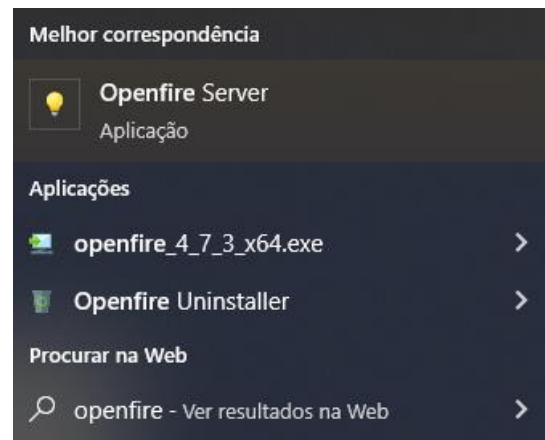 Melhor correspondência
Openfire Server
Aplicação
Aplicações
openfire_4_7_3_x64.exe
Openfire Uninstaller
Procurar na Web
openfire - Ver resultados na Web